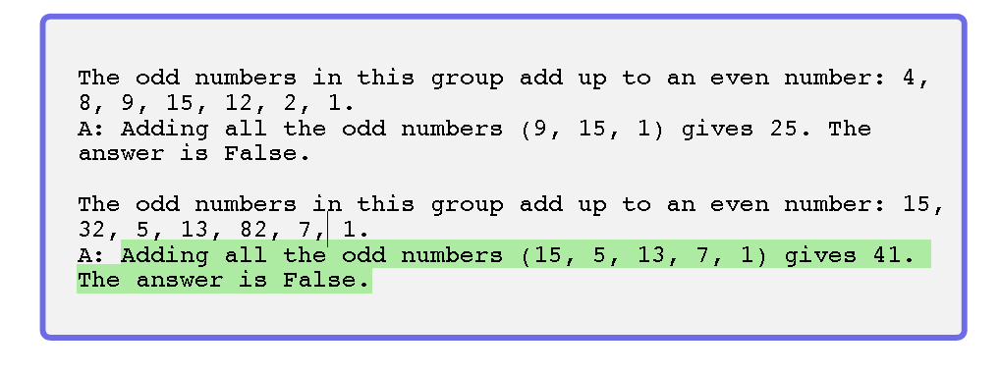 The odd numbers in this group add up to an even number: 4,
8, 9, 15, 12, 2, 1.
A: Adding all the odd numbers (9, 15, 1) gives 25. The
answer is False.
The odd numbers in this group add up to an even number: 15,
32, 5, 13, 82, 7, 1.
A: Adding all the odd numbers (15, 5, 13, 7, 1) gives 41.
The answer is False.